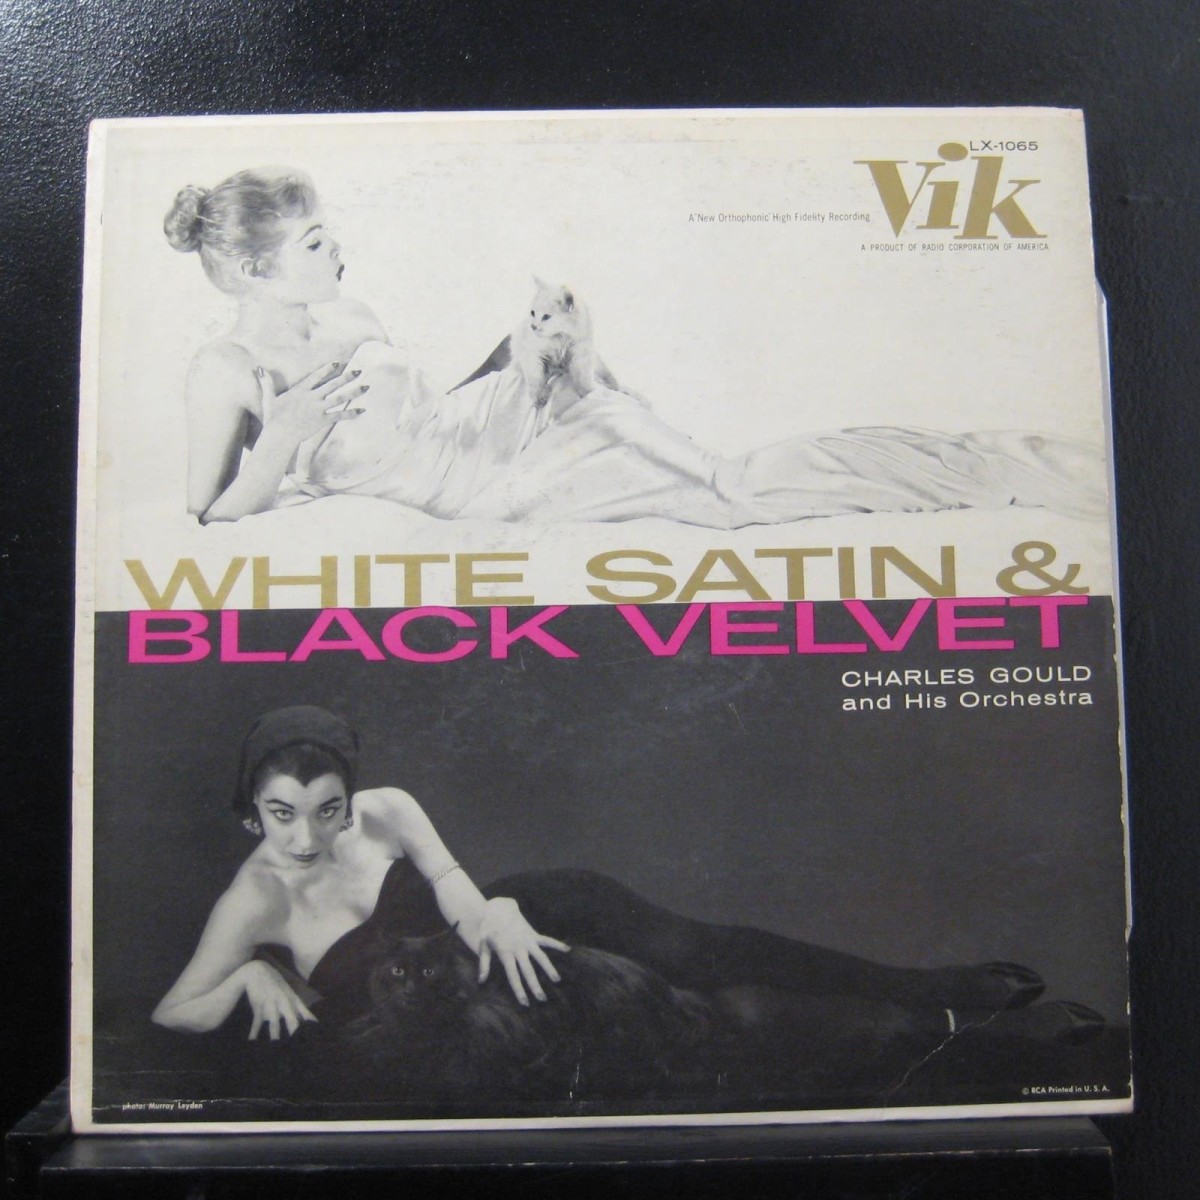 LX-1065
Vik
A "New Orthophonic" High Fidelity Recording
A PRODUCT OF RADIO CORPORATION OF AMERICA
WHITE SATIN &
BLACK VELVET
CHARLES GOULD
and His Orchestra
photo: Murray Leyden
© RCA Printed in U. S. A.